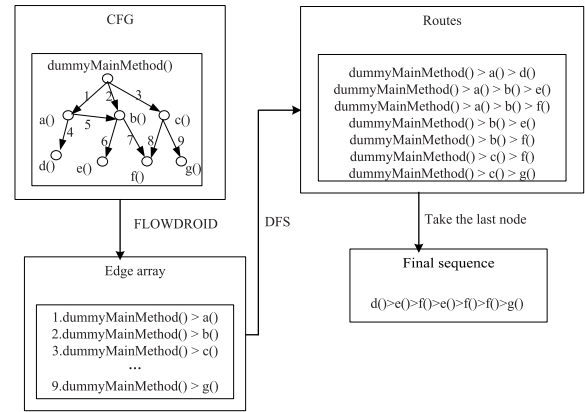 CFG
dummyMainMethod()
1
2
3
a()
b()
c()
4
5
6
7
8
9
d()
e()
f()
g()
FLOWDROID
Edge array
1.dummyMainMethod() > a()
2.dummyMainMethod() > b()
3.dummyMainMethod() > c()
...
9.dummyMainMethod() > g()
DFS
Routes
dummyMainMethod() > a() > d()
dummyMainMethod() > a() > b() > e()
dummyMainMethod() > a() > b() > f()
dummyMainMethod() > b() > e()
dummyMainMethod() > b() > f()
dummyMainMethod() > c() > f()
dummyMainMethod() > c() > g()
Take the last node
Final sequence
d()>e()>f()>e()>f()>f()>g()